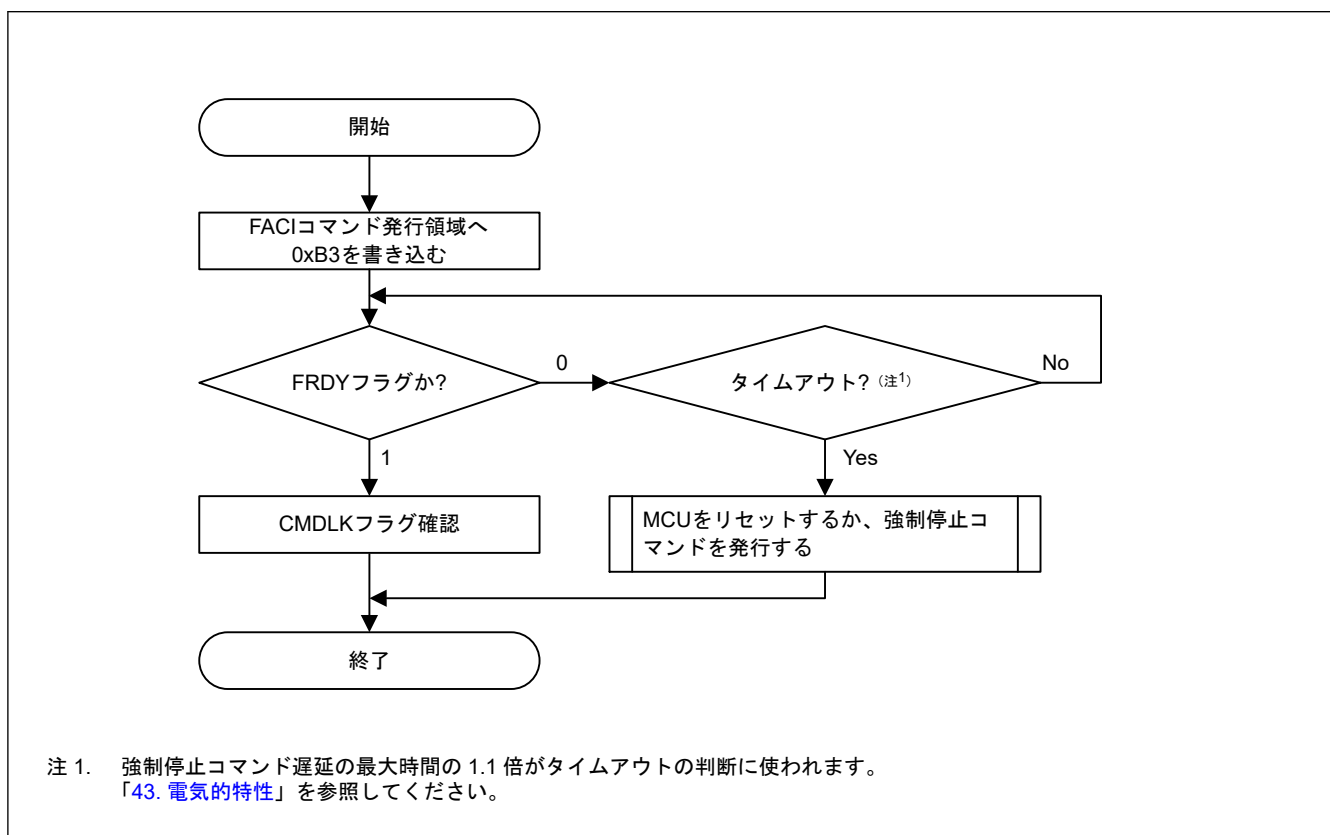 開始
FACIコマンド発行領域へ
0xB3を書き込む
FRDYフラグか?
0
タイムアウト? (注1)
No
1
Yes
CMDLKフラグ確認
MCUをリセットするか、強制停止コ
マンドを発行する
終了
注 1. 強制停止コマンド遅延の最大時間の 1.1 倍がタイムアウトの判断に使われます。
「43. 電気的特性」を参照してください。